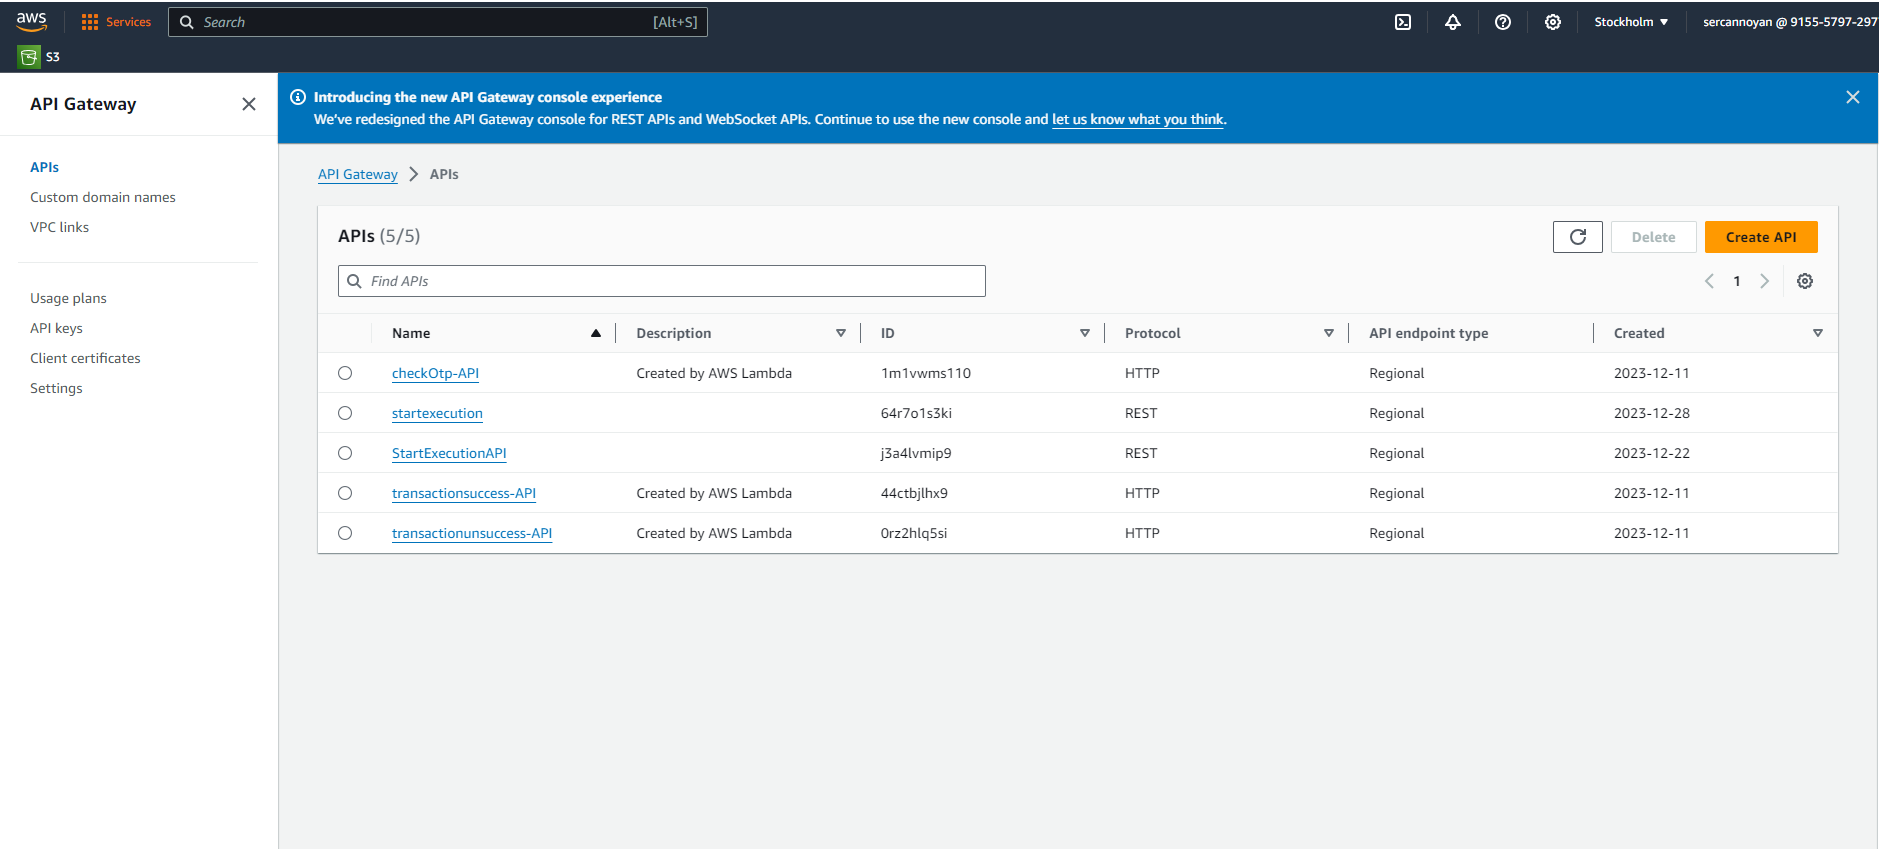 aws Services Search [Alt+S] Stockholm sercannoyan @ 9155-5797-297
S3
API Gateway
Introducing the new API Gateway console experience
We've redesigned the API Gateway console for REST APIs and WebSocket APIs. Continue to use the new console and let us know what you think.
APIs
Custom domain names
VPC links
Usage plans
API keys
Client certificates
Settings
API Gateway > APIs
APIs (5/5) Delete Create API
Find APIs 1
Name Description ID Protocol API endpoint type Created
checkOtp-API Created by AWS Lambda 1m1vwms110 HTTP Regional 2023-12-11
startexecution 64r7o1s3ki REST Regional 2023-12-28
StartExecutionAPI j3a4lvmip9 REST Regional 2023-12-22
transactionsuccess-API Created by AWS Lambda 44ctbjlhx9 HTTP Regional 2023-12-11
transactionunsuccess-API Created by AWS Lambda 0rz2hlq5si HTTP Regional 2023-12-11